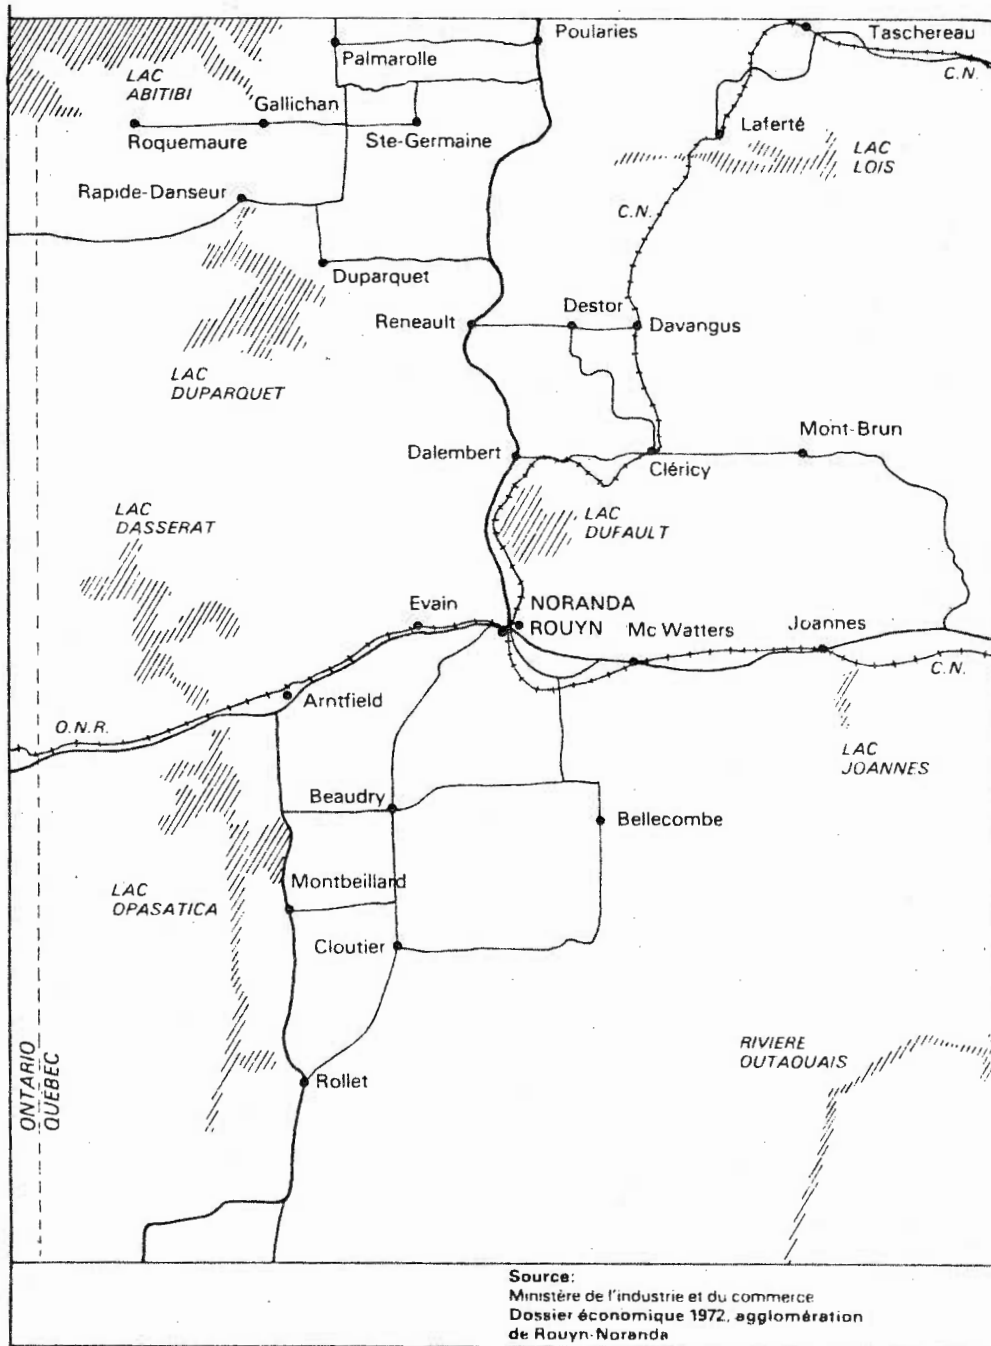 Taschereau
Poularies
Palmarolle
C.N.
LAC
ABITIBI
Gallichan
Laferté
Roquemaure
Ste-Germaine
LAC
LOIS
Rapide-Danseur
C.N.
Duparquet
Destor
Reneault
Davangus
LAC
DUPARQUET
Mont-Brun
Dalembert
Cléricy
LAC
DASSERAT
LAC
DUFAULT
Evain
NORANDA
ROUYN
Mc Watters
Joannes
C.N.
Arntfield
O.N.R.
LAC
JOANNES
Beaudry
Bellecombe
Montbeillard
LAC
OPASATICA
Cloutier
RIVIERE
OUTAOUAIS
ONTARIO
QUÉBEC
Rollet
Source:
Ministère de l'industrie et du commerce
Dossier économique 1972, agglomération
de Rouyn-Noranda